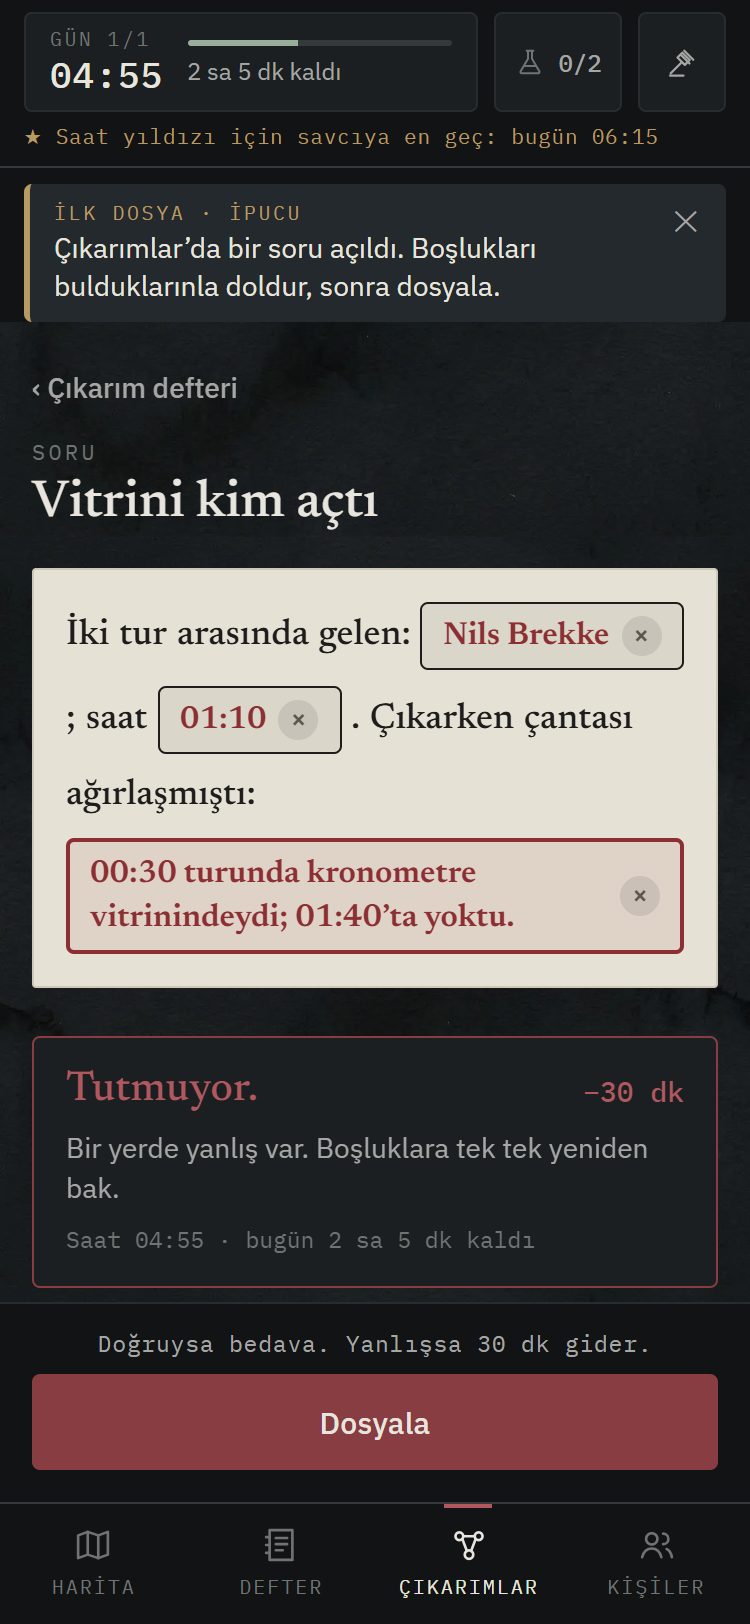 GÜN 1/1
04:55
2 sa 5 dk kaldı
0/2
★ Saat yıldızı için savcıya en geç: bugün 06:15
İLK DOSYA · İPUCU
Çıkarımlar’da bir soru açıldı. Boşlukları
bulduklarınla doldur, sonra dosyala.
‹ Çıkarım defteri
SORU
Vitrini kim açtı
İki tur arasında gelen: Nils Brekke ×
; saat 01:10 × . Çıkarken çantası
ağırlaşmıştı:
00:30 turunda kronometre
vitrinindeydi; 01:40’ta yoktu. ×
Tutmuyor. −30 dk
Bir yerde yanlış var. Boşluklara tek tek yeniden
bak.
Saat 04:55 · bugün 2 sa 5 dk kaldı
Doğruysa bedava. Yanlışsa 30 dk gider.
Dosyala
HARİTA DEFTER ÇIKARIMLAR KİŞİLER